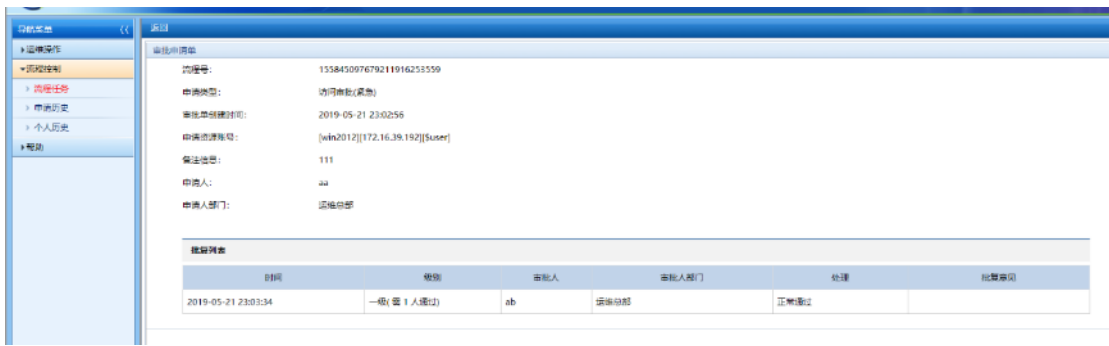 导航菜单
返回
运维操作
流程控制
流程任务
申请历史
个人历史
帮助
审批申请单
流程号: 155845097679211916253559
申请类型: 访问审批(紧急)
审批单创建时间: 2019-05-21 23:02:56
申请资源账号: [win2012][172.16.39.192][$user]
备注信息: 111
申请人: aa
申请人部门: 运维总部
批复列表
时间 级别 审批人 审批人部门 处理 批复意见
2019-05-21 23:03:34 一级( 需 1 人通过) ab 运维总部 正常通过